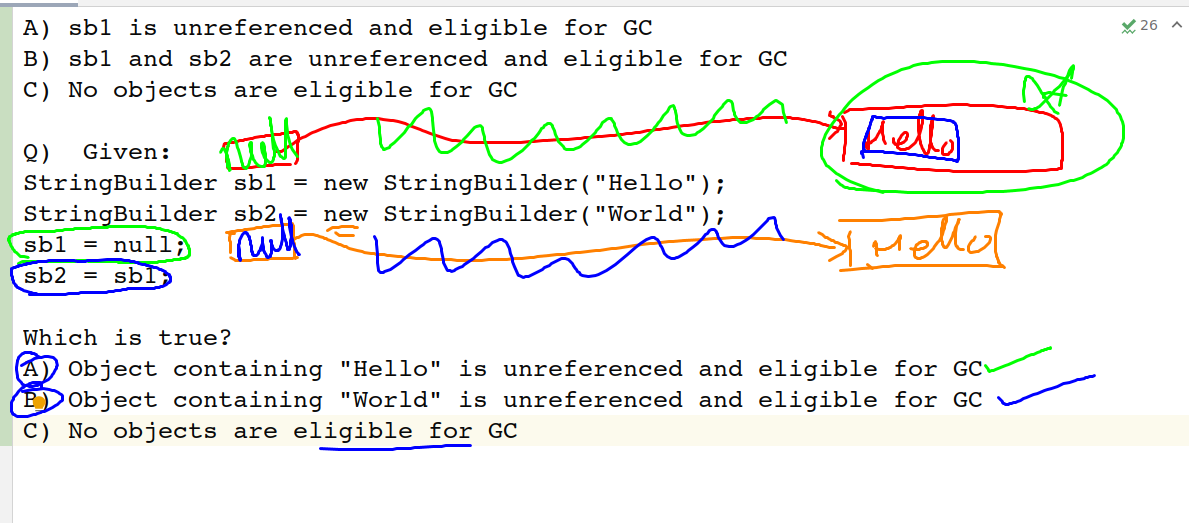 A) sb1 is unreferenced and eligible for GC
26
B) sb1 and sb2 are unreferenced and eligible for GC
C) No objects are eligible for GC
Q)  Given:
null
Hello
StringBuilder sb1 = new StringBuilder("Hello");
StringBuilder sb2 = new StringBuilder("World");
sb1 = null;
null
Hello
sb2 = sb1;
Which is true?
A) Object containing "Hello" is unreferenced and eligible for GC
B) Object containing "World" is unreferenced and eligible for GC
C) No objects are eligible for GC